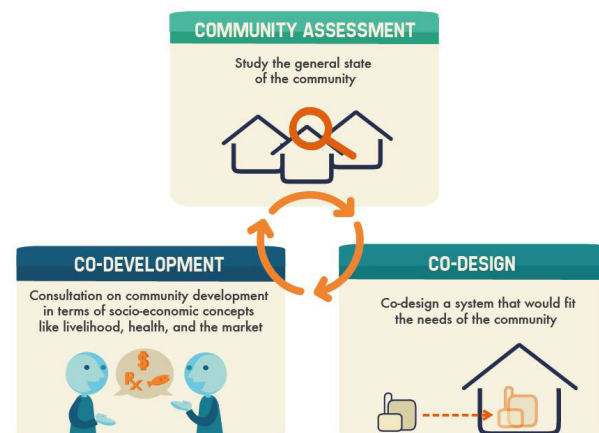 COMMUNITY ASSESSMENT
Study the general state
of the community
CO-DEVELOPMENT
Consultation on community development
in terms of socio-economic concepts
like livelihood, health, and the market
$
Rx
CO-DESIGN
Co-design a system that would fit
the needs of the community